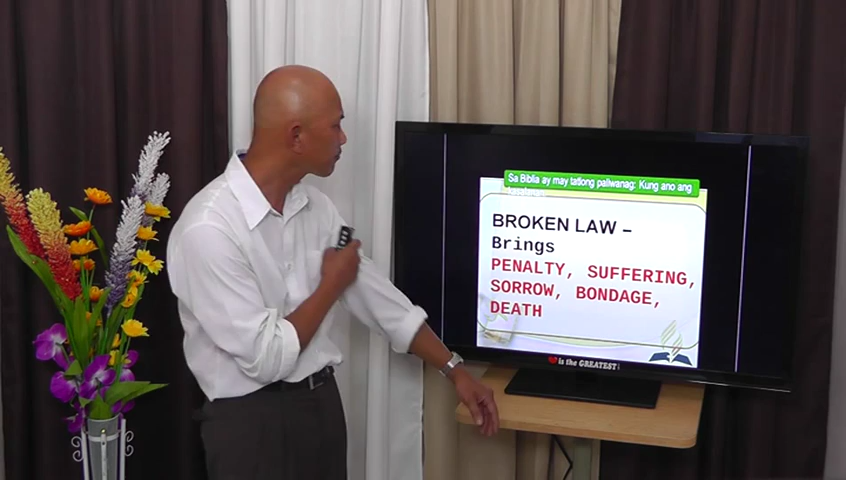 Sa Biblia ay may tatlong paliwanag: Kung ano ang
BROKEN LAW –
Brings
PENALTY, SUFFERING,
SORROW, BONDAGE,
DEATH
is the GREATEST!